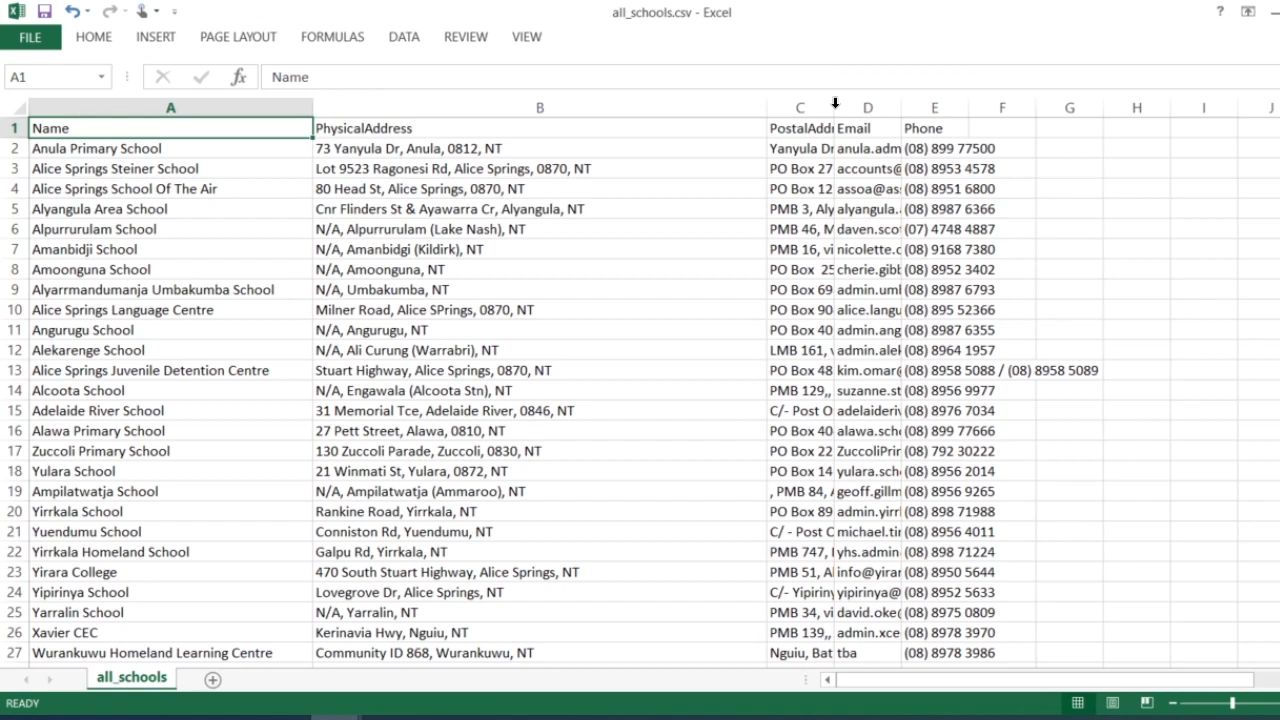 all_schools.csv - Excel
?
FILE HOME INSERT PAGE LAYOUT FORMULAS DATA REVIEW VIEW
A1 fx Name
A B C D E F G H I J
1 Name PhysicalAddress PostalAddr Email Phone
2 Anula Primary School 73 Yanyula Dr, Anula, 0812, NT Yanyula Dr anula.adm (08) 899 77500
3 Alice Springs Steiner School Lot 9523 Ragonesi Rd, Alice Springs, 0870, NT PO Box 27 accounts@ (08) 8953 4578
4 Alice Springs School Of The Air 80 Head St, Alice Springs, 0870, NT PO Box 12 assoa@as (08) 8951 6800
5 Alyangula Area School Cnr Flinders St & Ayawarra Cr, Alyangula, NT PMB 3, Aly alyangula. (08) 8987 6366
6 Alpurrurulam School N/A, Alpurrurulam (Lake Nash), NT PMB 46, M daven.sco (07) 4748 4887
7 Amanbidji School N/A, Amanbidgi (Kildirk), NT PMB 16, vi nicolette.c (08) 9168 7380
8 Amoonguna School N/A, Amoonguna, NT PO Box 25 cherie.gibb (08) 8952 3402
9 Alyarrmandumanja Umbakumba School N/A, Umbakumba, NT PO Box 69 admin.uml (08) 8987 6793
10 Alice Springs Language Centre Milner Road, Alice SPrings, 0870, NT PO Box 90 alice.langu (08) 895 52366
11 Angurugu School N/A, Angurugu, NT PO Box 40 admin.ang (08) 8987 6355
12 Alekarenge School N/A, Ali Curung (Warrabri), NT LMB 161, v admin.alek (08) 8964 1957
13 Alice Springs Juvenile Detention Centre Stuart Highway, Alice Springs, 0870, NT PO Box 48 kim.omar@ (08) 8958 5088 / (08) 8958 5089
14 Alcoota School N/A, Engawala (Alcoota Stn), NT PMB 129,, suzanne.st (08) 8956 9977
15 Adelaide River School 31 Memorial Tce, Adelaide River, 0846, NT C/- Post O adelaideriv (08) 8976 7034
16 Alawa Primary School 27 Pett Street, Alawa, 0810, NT PO Box 40 alawa.scho (08) 899 77666
17 Zuccoli Primary School 130 Zuccoli Parade, Zuccoli, 0830, NT PO Box 22 ZuccoliPrin (08) 792 30222
18 Yulara School 21 Winmati St, Yulara, 0872, NT PO Box 14 yulara.sch (08) 8956 2014
19 Ampilatwatja School N/A, Ampilatwatja (Ammaroo), NT , PMB 84, A geoff.gillm (08) 8956 9265
20 Yirrkala School Rankine Road, Yirrkala, NT PO Box 89 admin.yirr (08) 898 71988
21 Yuendumu School Conniston Rd, Yuendumu, NT C/ - Post O michael.tir (08) 8956 4011
22 Yirrkala Homeland School Galpu Rd, Yirrkala, NT PMB 747, yhs.admin (08) 898 71224
23 Yirara College 470 South Stuart Highway, Alice Springs, NT PMB 51, Al info@yirar (08) 8950 5644
24 Yipirinya School Lovegrove Dr, Alice Springs, NT C/- Yipiriny yipirinya@ (08) 8952 5633
25 Yarralin School N/A, Yarralin, NT PMB 34, vi david.oke( (08) 8975 0809
26 Xavier CEC Kerinavia Hwy, Nguiu, NT PMB 139,, admin.xce (08) 8978 3970
27 Wurankuwu Homeland Learning Centre Community ID 868, Wurankuwu, NT Nguiu, Bat tba (08) 8978 3986
all_schools
READY